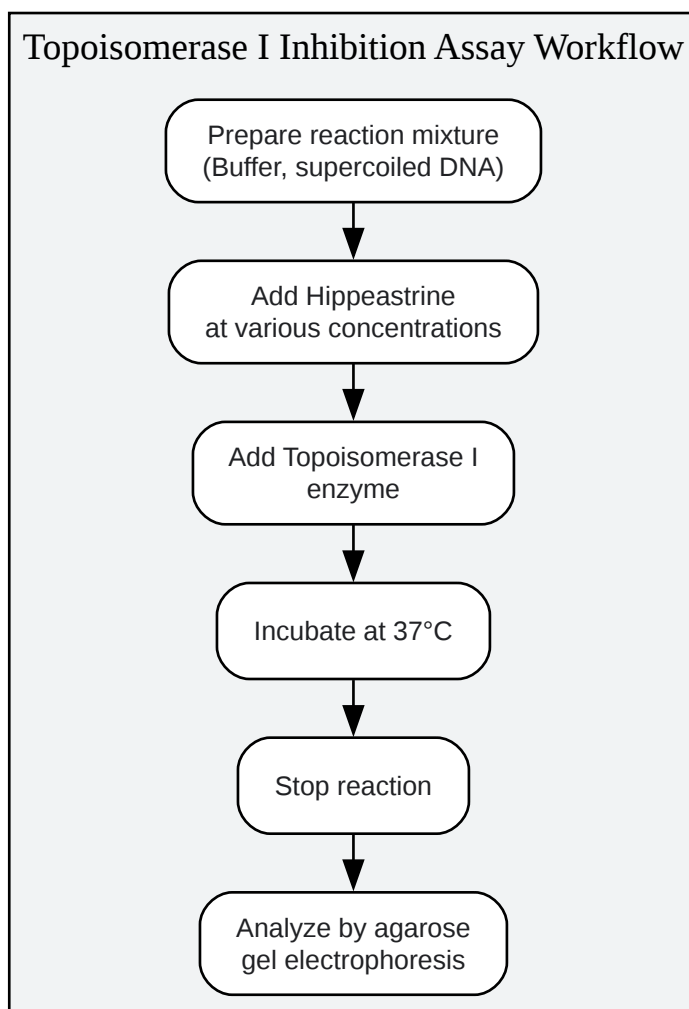 Topoisomerase I Inhibition Assay Workflow
Prepare reaction mixture
(Buffer, supercoiled DNA)
Add Hippeastrine
at various concentrations
Add Topoisomerase I
enzyme
Incubate at 37°C
Stop reaction
Analyze by agarose
gel electrophoresis